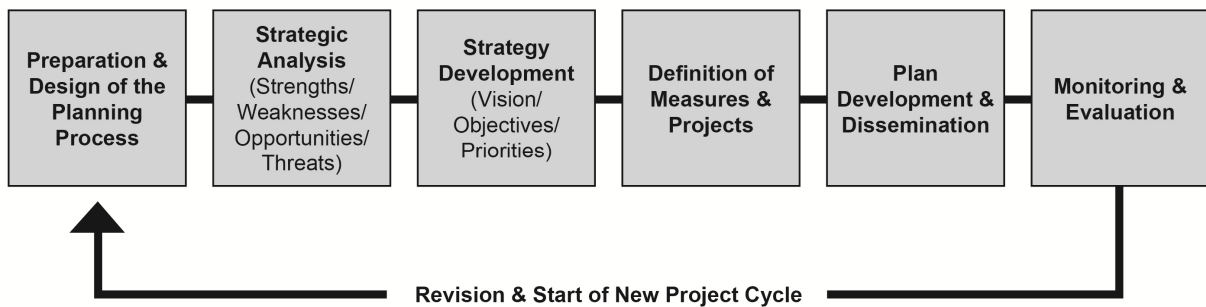 Preparation &
Design of the
Planning
Process
Strategic
Analysis
(Strengths/
Weaknesses/
Opportunities/
Threats)
Strategy
Development
(Vision/
Objectives/
Priorities)
Definition of
Measures &
Projects
Plan
Development &
Dissemination
Monitoring &
Evaluation
Revision & Start of New Project Cycle